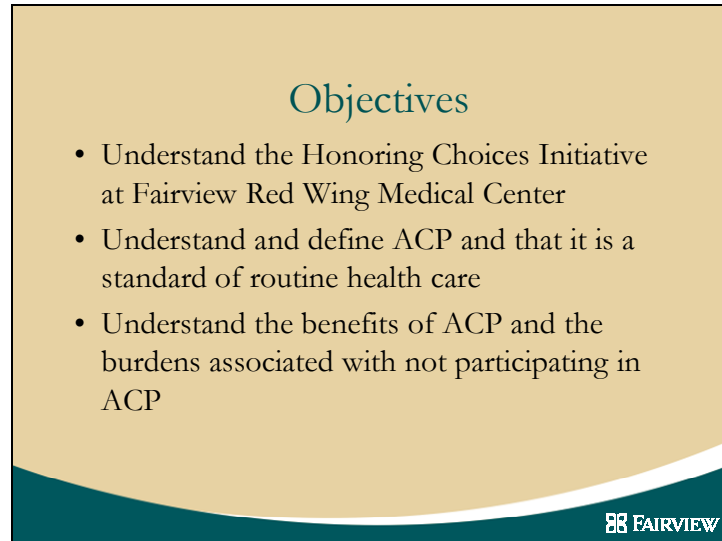 Objectives
• Understand the Honoring Choices Initiative
at Fairview Red Wing Medical Center
• Understand and define ACP and that it is a
standard of routine health care
• Understand the benefits of ACP and the
burdens associated with not participating in
ACP
FAIRVIEW